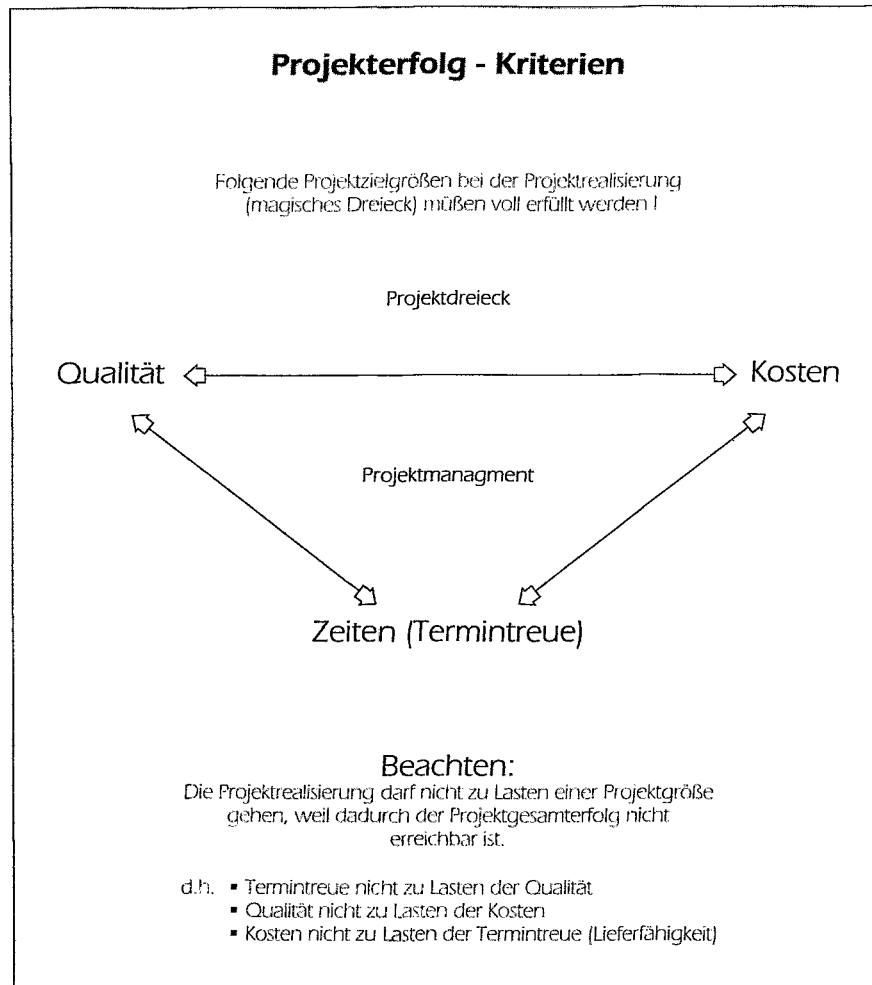 Projekterfolg - Kriterien
Folgende Projektzielgrößen bei der Projektrealisierung
(magisches Dreieck) müßen voll erfüllt werden !
Projektdreieck
Qualität
Kosten
Projektmanagment
Zeiten (Termintreue)
Beachten:
Die Projektrealisierung darf nicht zu Lasten einer Projektgröße
gehen, weil dadurch der Projektgesamterfolg nicht
erreichbar ist.
d.h. ▪ Termintreue nicht zu Lasten der Qualität
▪ Qualität nicht zu Lasten der Kosten
▪ Kosten nicht zu Lasten der Termintreue (Lieferfähigkeit)